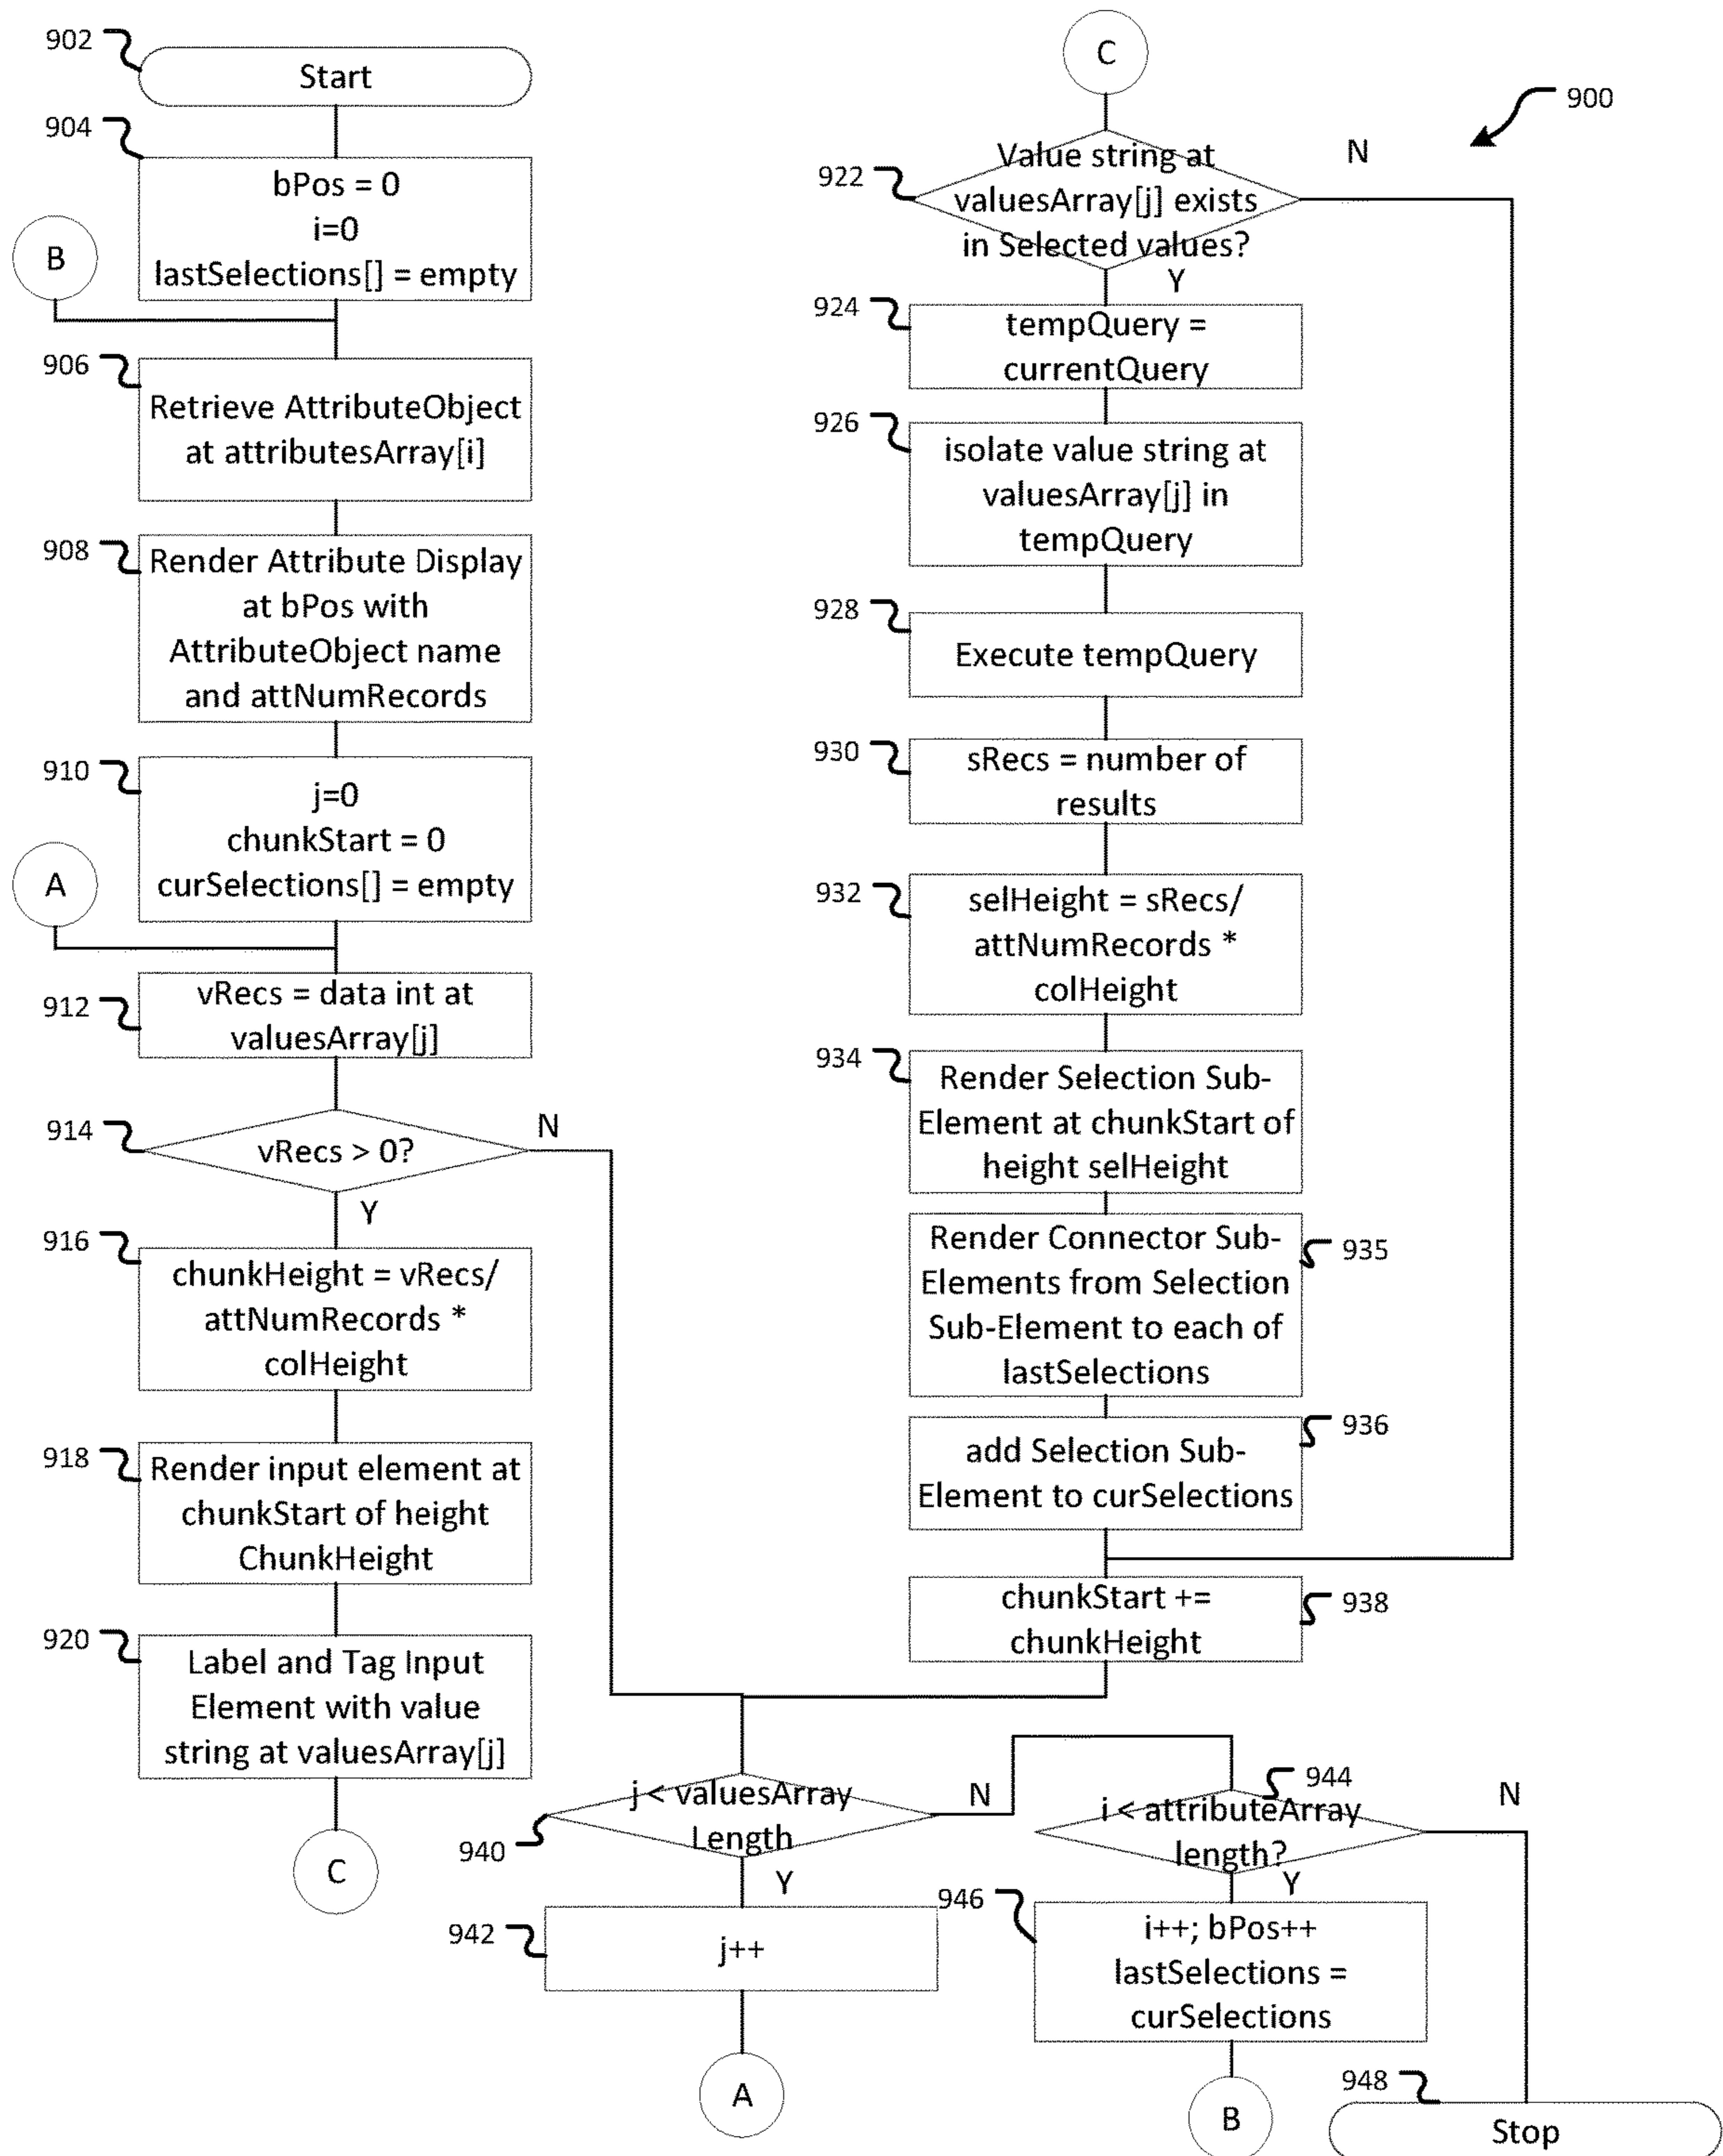 902
Start
904
bPos = 0
i=0
lastSelections[] = empty
B
906
Retrieve AttributeObject
at attributesArray[i]
908
Render Attribute Display
at bPos with
AttributeObject name
and attNumRecords
910
j=0
chunkStart = 0
curSelections[] = empty
A
912
vRecs = data int at
valuesArray[j]
914
vRecs > 0?
N
Y
916
chunkHeight = vRecs/
attNumRecords *
colHeight
918
Render input element at
chunkStart of height
ChunkHeight
920
Label and Tag Input
Element with value
string at valuesArray[j]
C
C
900
922
Value string at
valuesArray[j] exists
in Selected values?
N
Y
924
tempQuery =
currentQuery
926
isolate value string at
valuesArray[j] in
tempQuery
928
Execute tempQuery
930
sRecs = number of
results
932
selHeight = sRecs/
attNumRecords *
colHeight
934
Render Selection Sub-
Element at chunkStart of
height selHeight
Render Connector Sub-
Elements from Selection
Sub-Element to each of
lastSelections
935
add Selection Sub-
Element to curSelections
936
chunkStart +=
chunkHeight
938
j < valuesArray
Length
940
N
Y
942
j++
A
944
i < attributeArray
length?
N
Y
946
i++; bPos++
lastSelections =
curSelections
B
948
Stop